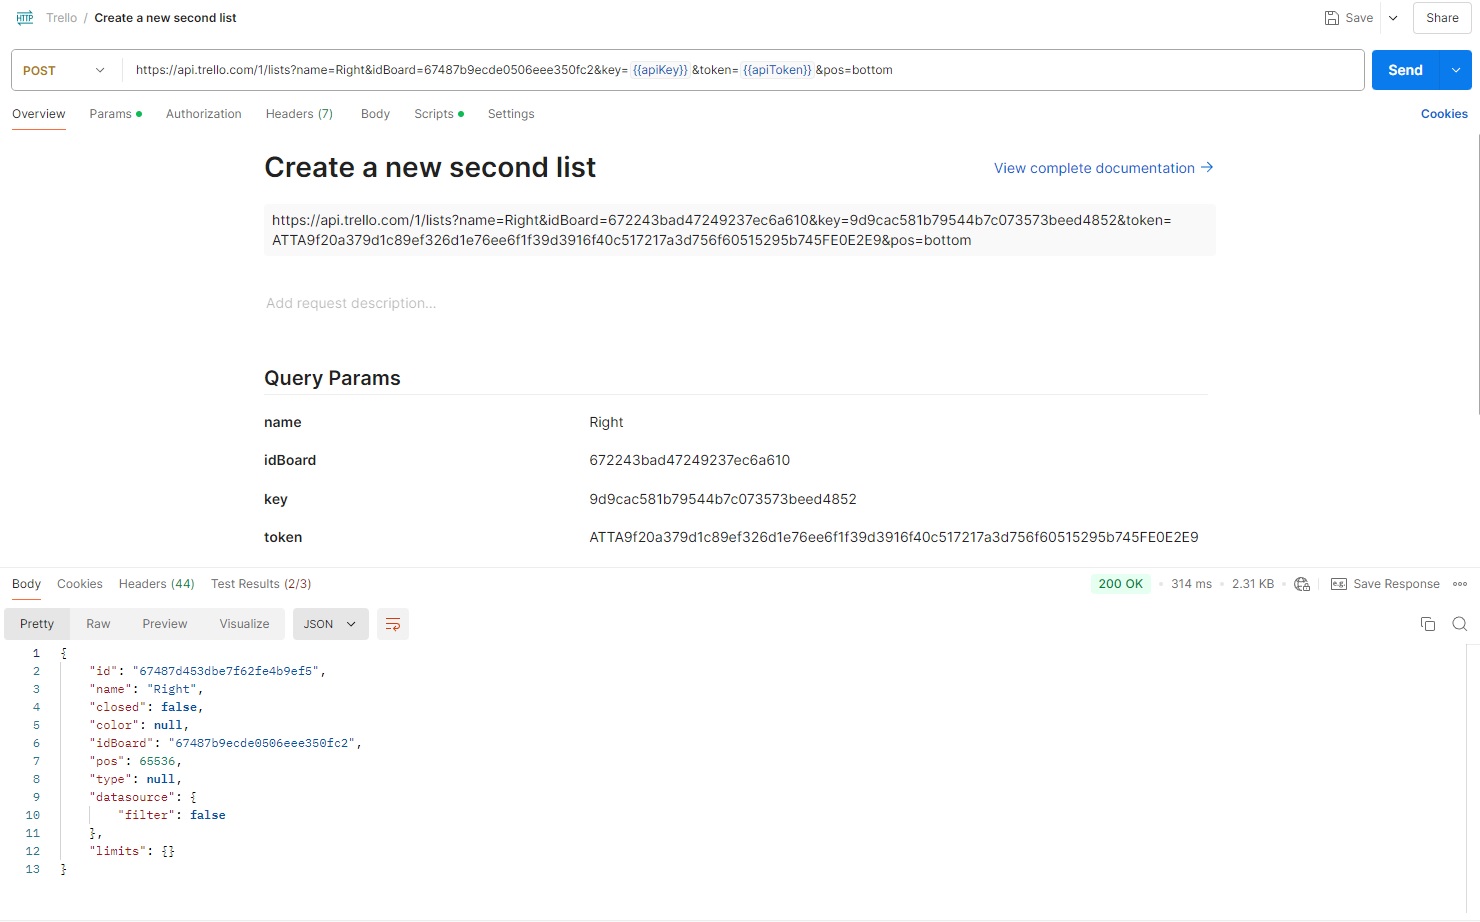 HTTP Trello / Create a new second list Save Share
POST https://api.trello.com/1/lists?name=Right&idBoard=67487b9ecde0506eee350fc2&key= {{apiKey}} &token= {{apiToken}} &pos=bottom Send
Overview Params Authorization Headers (7) Body Scripts Settings Cookies
Create a new second list View complete documentation →
https://api.trello.com/1/lists?name=Right&idBoard=672243bad47249237ec6a610&key=9d9cac581b79544b7c073573beed4852&token=
ATTA9f20a379d1c89ef326d1e76ee6f1f39d3916f40c517217a3d756f60515295b745FE0E2E9&pos=bottom
Add request description...
Query Params
name Right
idBoard 672243bad47249237ec6a610
key 9d9cac581b79544b7c073573beed4852
token ATTA9f20a379d1c89ef326d1e76ee6f1f39d3916f40c517217a3d756f60515295b745FE0E2E9
Body Cookies Headers (44) Test Results (2/3) 200 OK 314 ms 2.31 KB e.g. Save Response
Pretty Raw Preview Visualize JSON
1 {
2 "id": "67487d453dbe7f62fe4b9ef5",
3 "name": "Right",
4 "closed": false,
5 "color": null,
6 "idBoard": "67487b9ecde0506eee350fc2",
7 "pos": 65536,
8 "type": null,
9 "datasource": {
10 "filter": false
11 },
12 "limits": {}
13 }